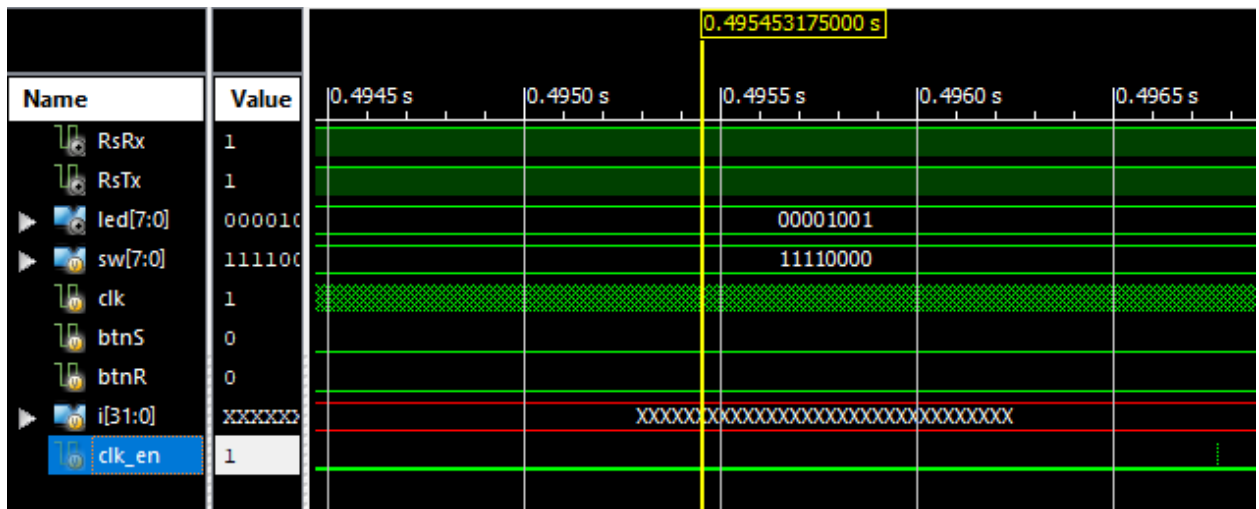 0.495453175000 s
Name Value 0.4945 s 0.4950 s 0.4955 s 0.4960 s 0.4965 s
RsRx 1
RsTx 1
led[7:0] 000010 00001001
sw[7:0] 111100 11110000
clk 1
btnS 0
btnR 0
i[31:0] XXXXXX XXXXXXXXXXXXXXXXXXXXXXXXXXXXXXXX
clk_en 1